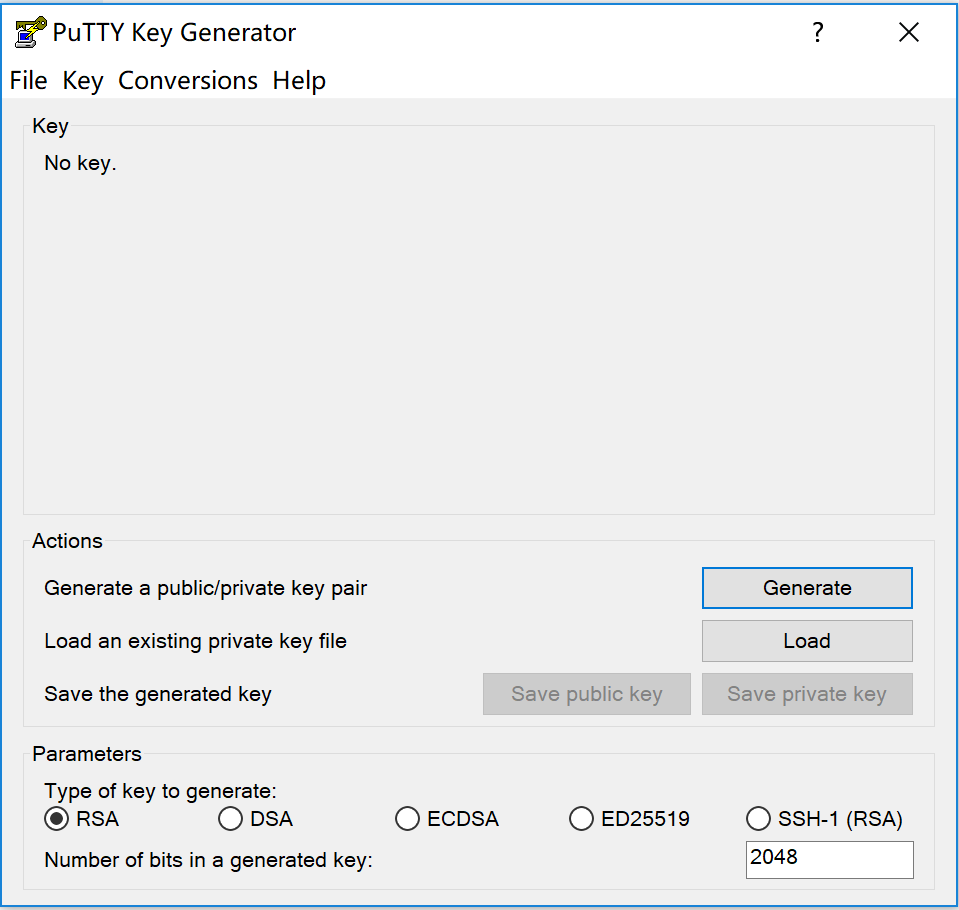 PuTTY Key Generator ?
File Key Conversions Help
Key
No key.
Actions
Generate a public/private key pair Generate
Load an existing private key file Load
Save the generated key Save public key Save private key
Parameters
Type of key to generate:
RSA DSA ECDSA ED25519 SSH-1 (RSA)
Number of bits in a generated key: 2048